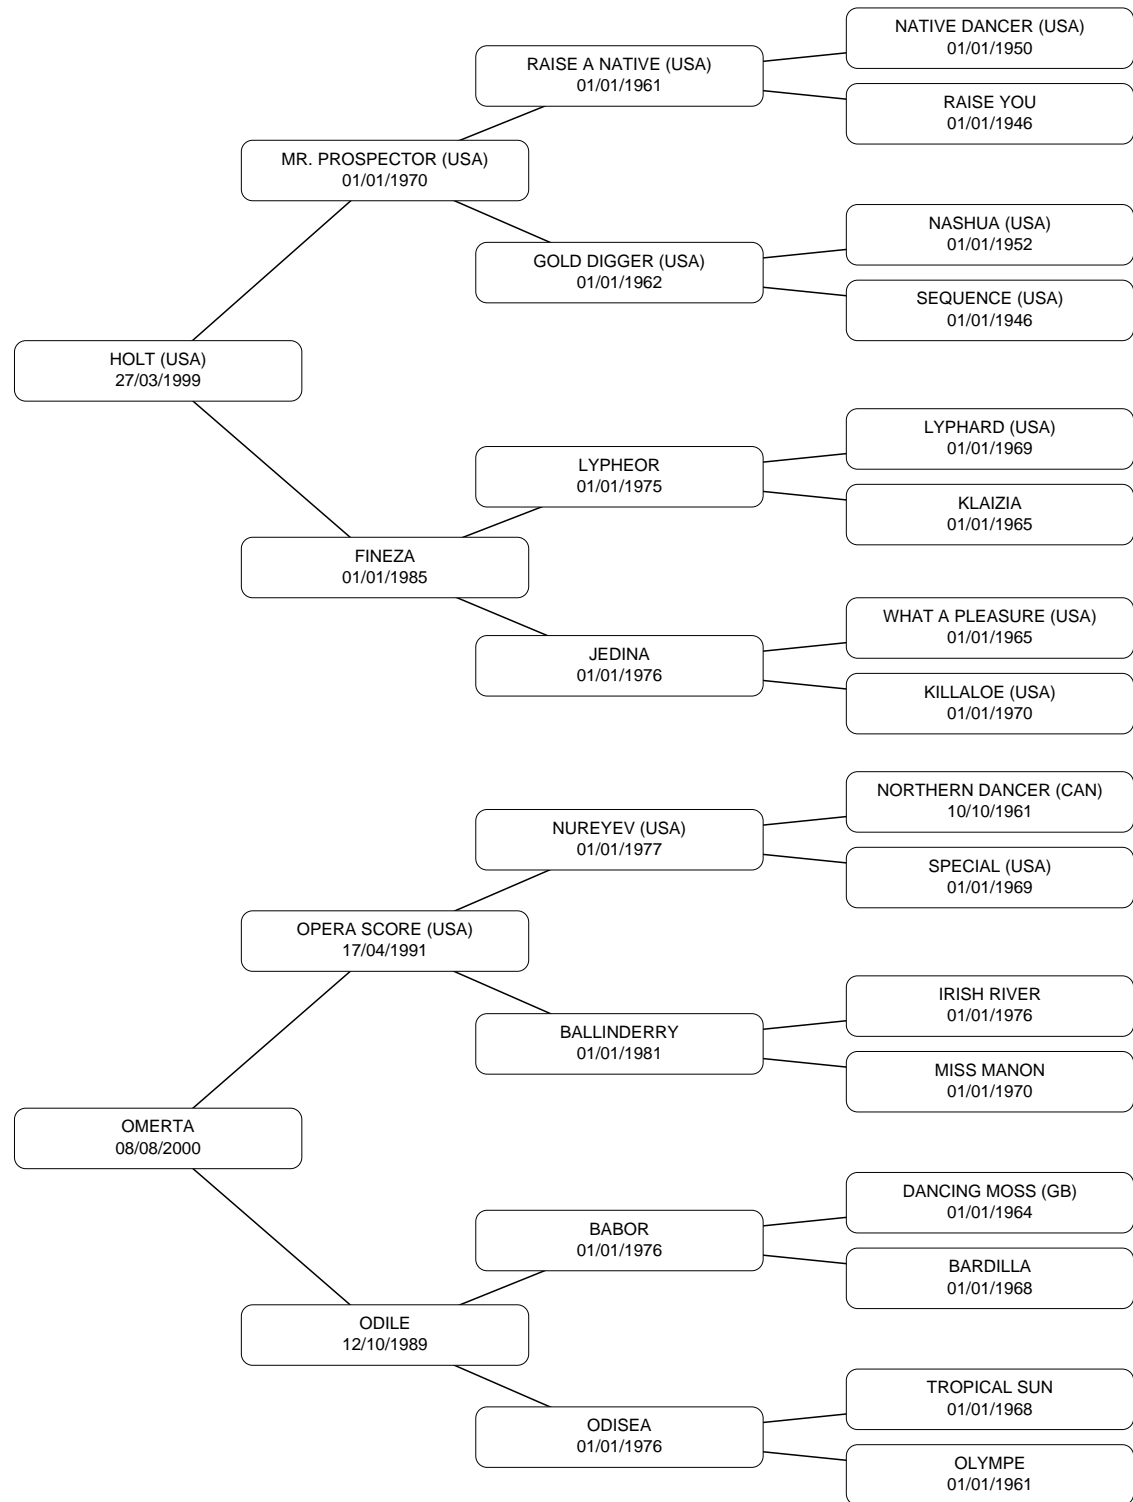 NATIVE DANCER (USA)
01/01/1950
RAISE A NATIVE (USA)
01/01/1961
RAISE YOU
01/01/1946
MR. PROSPECTOR (USA)
01/01/1970
NASHUA (USA)
01/01/1952
GOLD DIGGER (USA)
01/01/1962
SEQUENCE (USA)
01/01/1946
HOLT (USA)
27/03/1999
LYPHARD (USA)
01/01/1969
LYPHEOR
01/01/1975
KLAIZIA
01/01/1965
FINEZA
01/01/1985
WHAT A PLEASURE (USA)
01/01/1965
JEDINA
01/01/1976
KILLALOE (USA)
01/01/1970
NORTHERN DANCER (CAN)
10/10/1961
NUREYEV (USA)
01/01/1977
SPECIAL (USA)
01/01/1969
OPERA SCORE (USA)
17/04/1991
IRISH RIVER
01/01/1976
BALLINDERRY
01/01/1981
MISS MANON
01/01/1970
OMERTA
08/08/2000
DANCING MOSS (GB)
01/01/1964
BABOR
01/01/1976
BARDILLA
01/01/1968
ODILE
12/10/1989
TROPICAL SUN
01/01/1968
ODISEA
01/01/1976
OLYMPE
01/01/1961